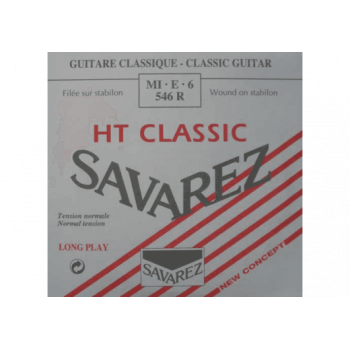 GUITARE CLASSIQUE - CLASSIC GUITAR
MI · E · 6
546 R
Filée sur stabilon
Wound on stabilon
HT CLASSIC
SAVAREZ
Tension normale
Normal tension
LONG PLAY
SAVAREZ
NEW CONCEPT